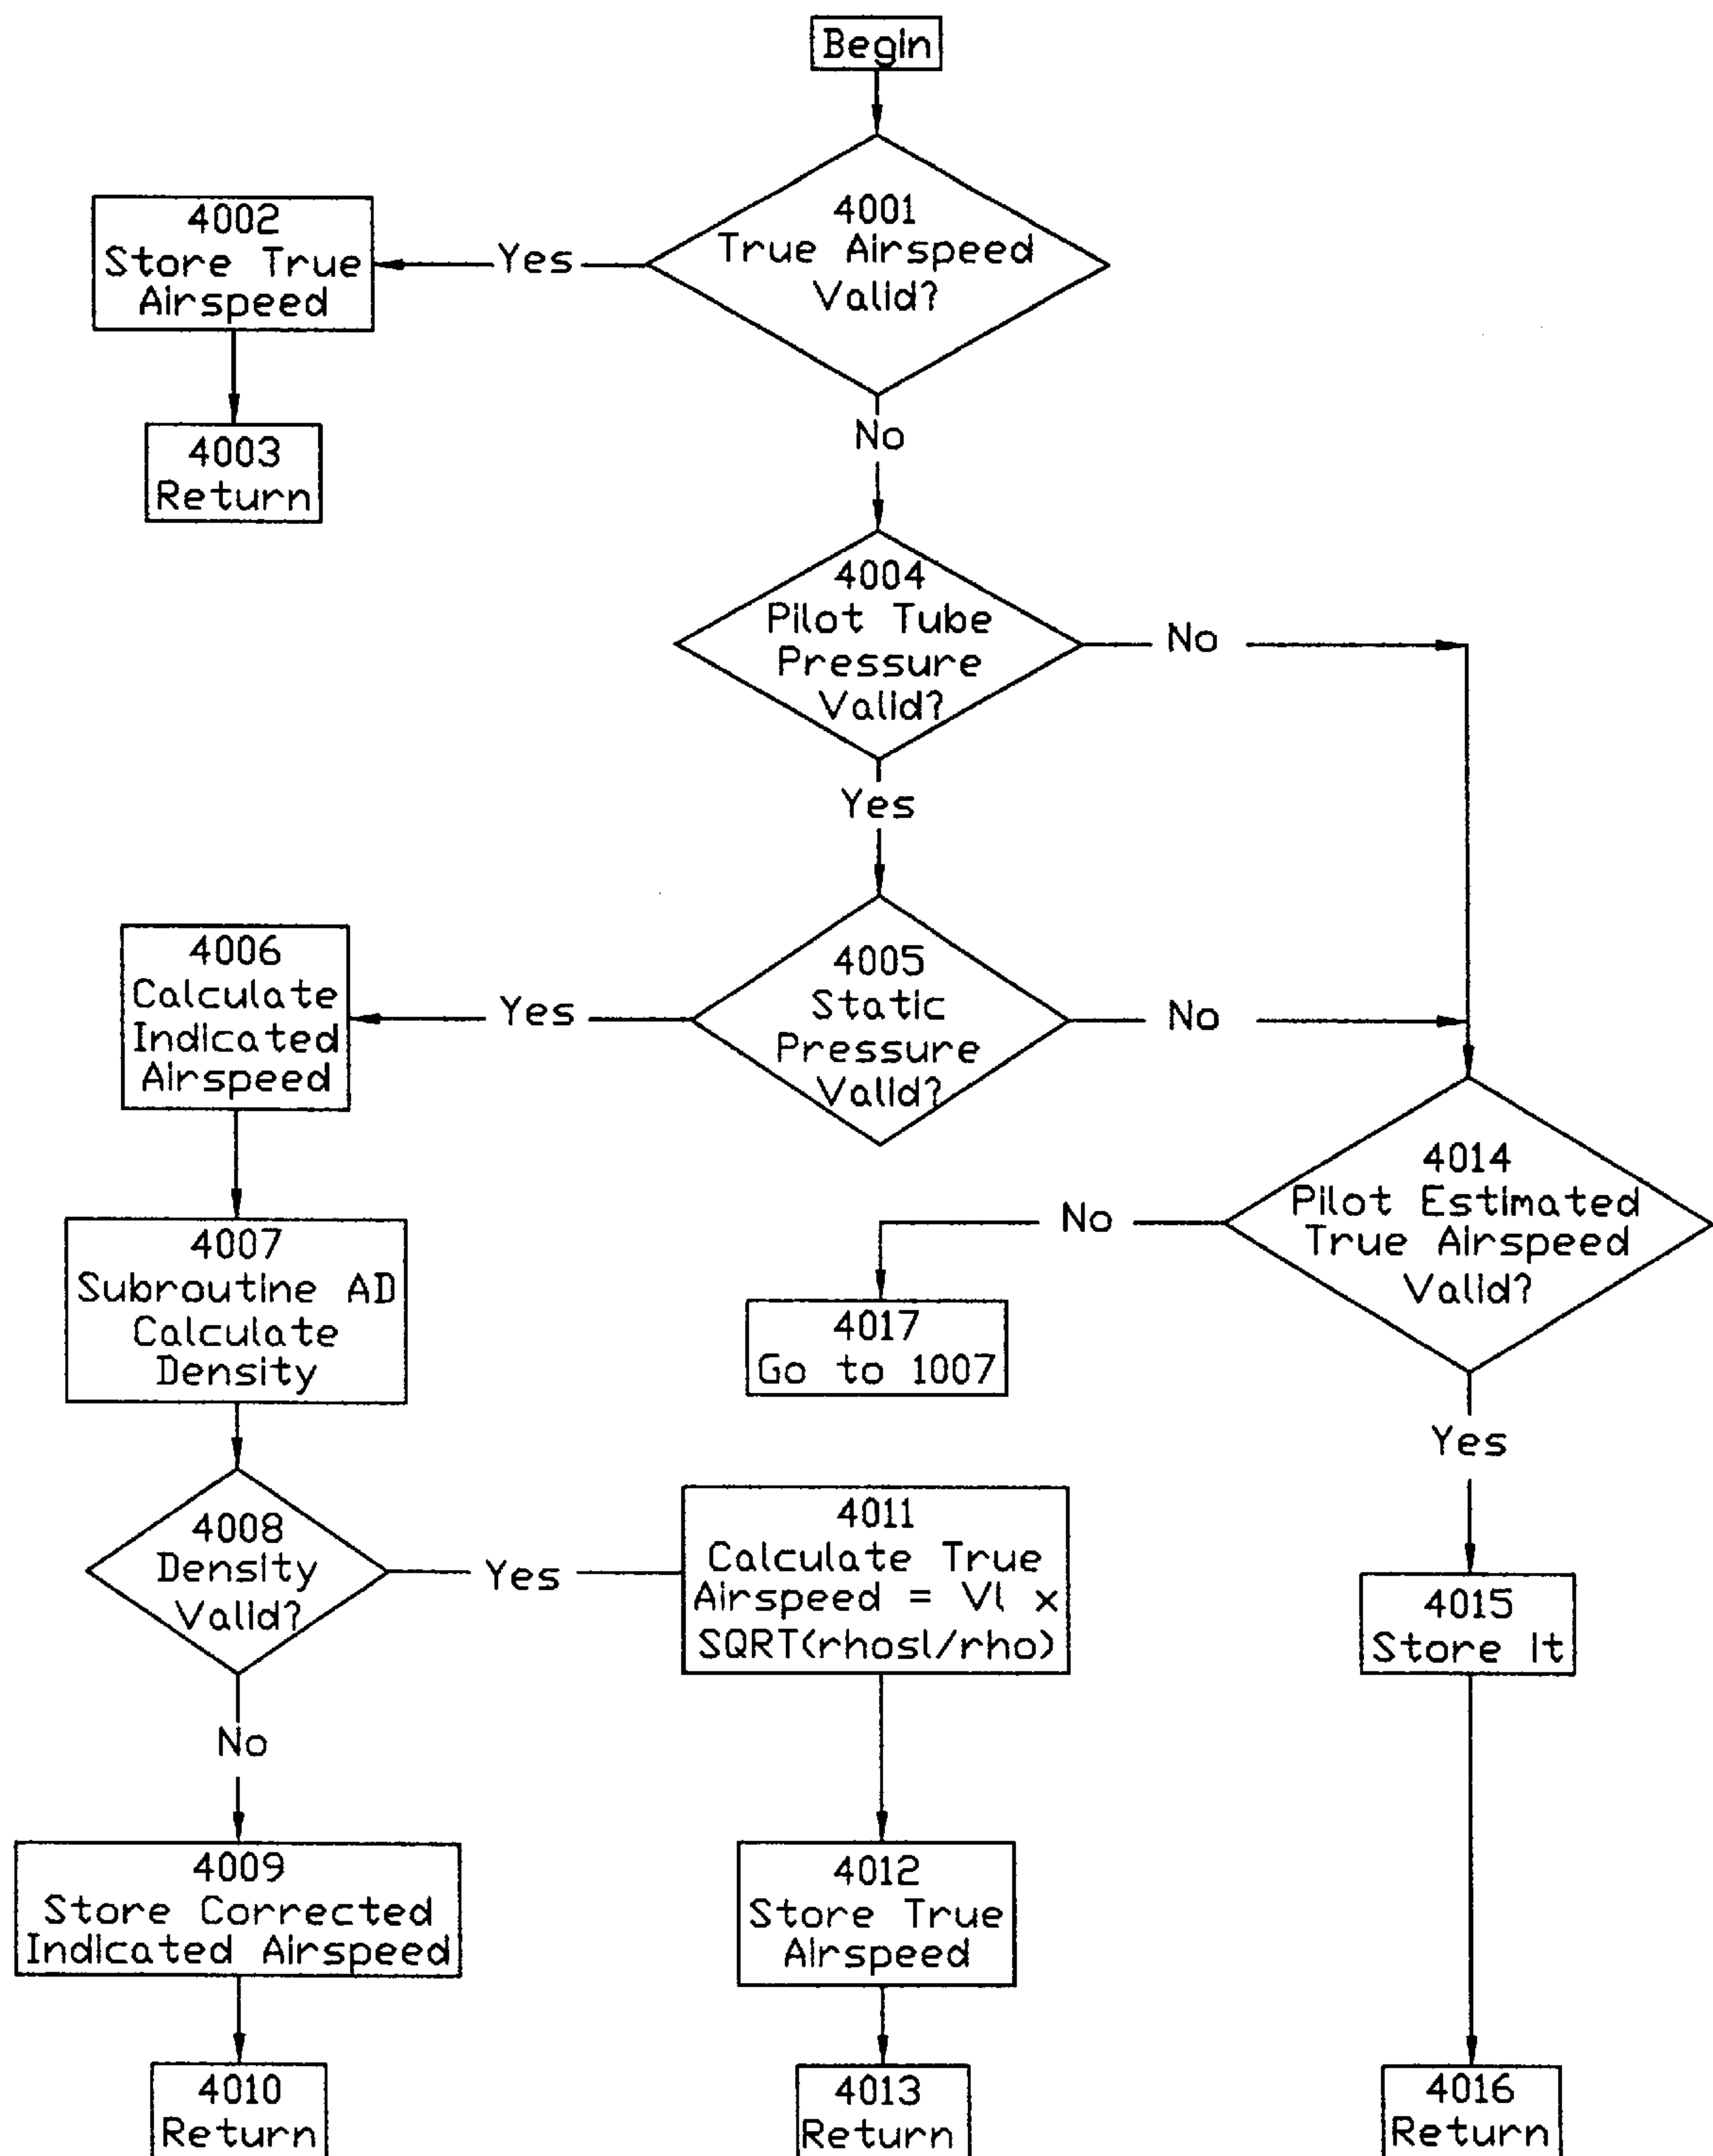 Begin
4001
True Airspeed
Valid?
Yes
4002
Store True
Airspeed
4003
Return
No
4004
Pilot Tube
Pressure
Valid?
No
Yes
4005
Static
Pressure
Valid?
Yes
No
4006
Calculate
Indicated
Airspeed
4007
Subroutine AD
Calculate
Density
4008
Density
Valid?
Yes
No
4009
Store Corrected
Indicated Airspeed
4010
Return
4011
Calculate True
Airspeed = VI x
SQRT(rhosl/rho)
4012
Store True
Airspeed
4013
Return
4014
Pilot Estimated
True Airspeed
Valid?
No
4017
Go to 1007
Yes
4015
Store It
4016
Return